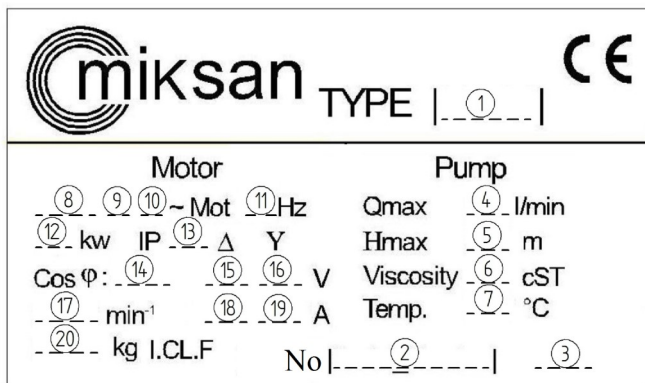 miksan TYPE |_ ① _| CE
Motor
⑧ ⑨ ⑩ ~ Mot ⑪ Hz
⑫ kw IP ⑬ Δ Y
Cos φ: ⑭ ⑮ ⑯ V
⑰ min⁻¹ ⑱ ⑲ A
⑳ kg I.CL.F
Pump
Qmax ④ l/min
Hmax ⑤ m
Viscosity ⑥ cST
Temp. ⑦ °C
No |_ ② _| ③